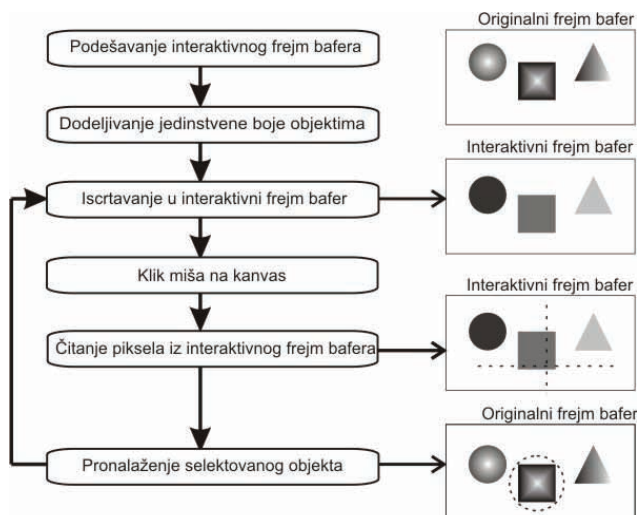 Podešavanje interaktivnog frejm bafera
Dodeljivanje jedinstvene boje objektima
Iscrtavanje u interaktivni frejm bafer
Klik miša na kanvas
Čitanje piksela iz interaktivnog frejm bafera
Pronalaženje selektovanog objekta
Originalni frejm bafer
Interaktivni frejm bafer
Interaktivni frejm bafer
Originalni frejm bafer